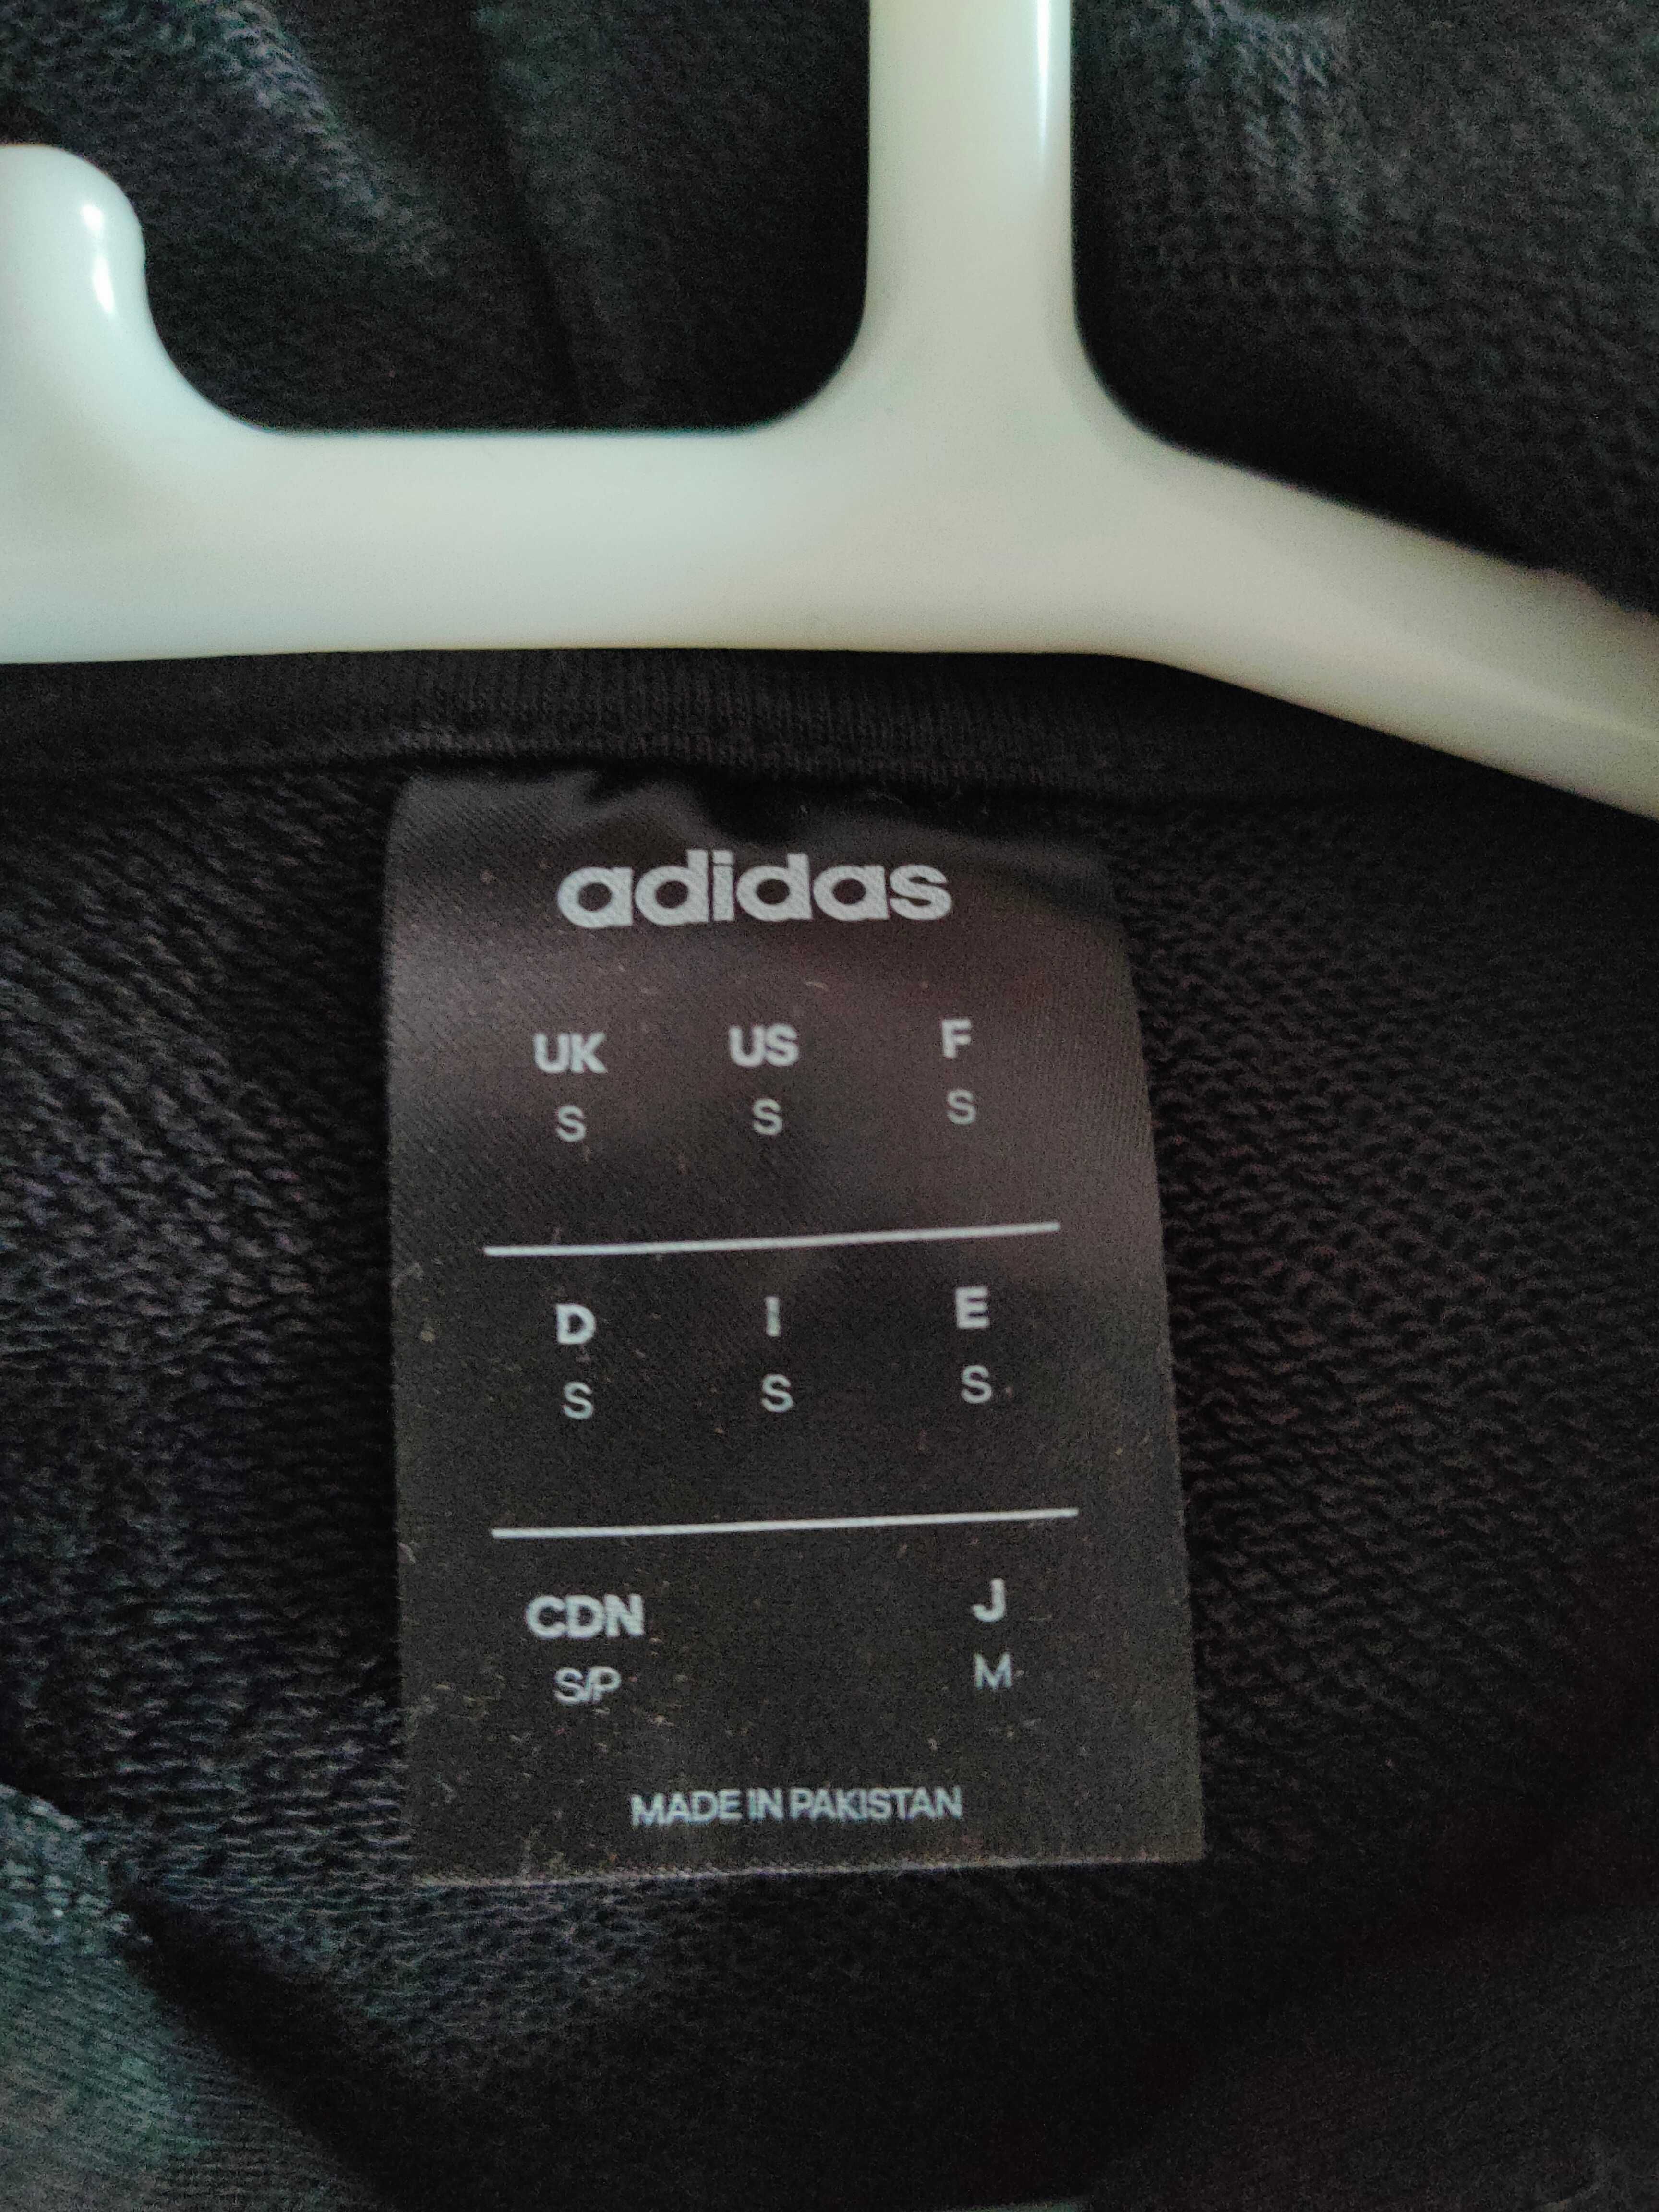 adidas
UK US F
S S S
D I E
S S S
CDN J
S/P M
MADE IN PAKISTAN